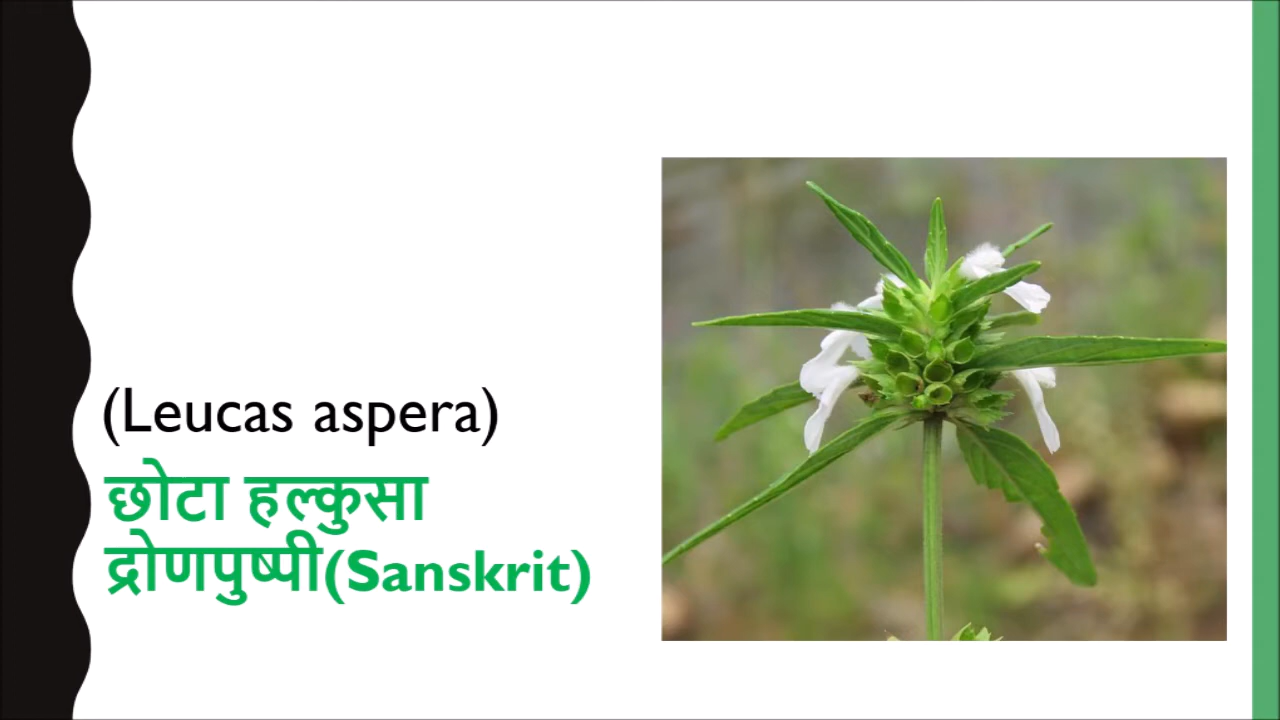 (Leucas aspera)
छोटा हल्कुसा
द्रोणपुष्पी(Sanskrit)